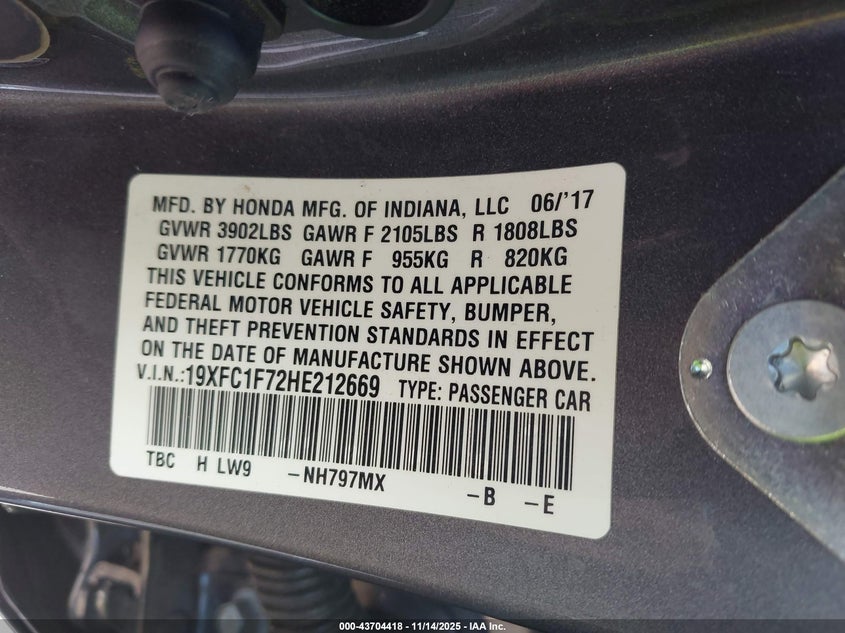 MFD. BY HONDA MFG. OF INDIANA, LLC 06/'17
GVWR 3902LBS GAWR F 2105LBS R 1808LBS
GVWR 1770KG GAWR F 955KG R 820KG
THIS VEHICLE CONFORMS TO ALL APPLICABLE
FEDERAL MOTOR VEHICLE SAFETY, BUMPER,
AND THEFT PREVENTION STANDARDS IN EFFECT
ON THE DATE OF MANUFACTURE SHOWN ABOVE.
V.I.N.:19XFC1F72HE212669 TYPE: PASSENGER CAR
TBC H LW9 -NH797MX -B -E
000-43704418 - 11/14/2025 - IAA Inc.